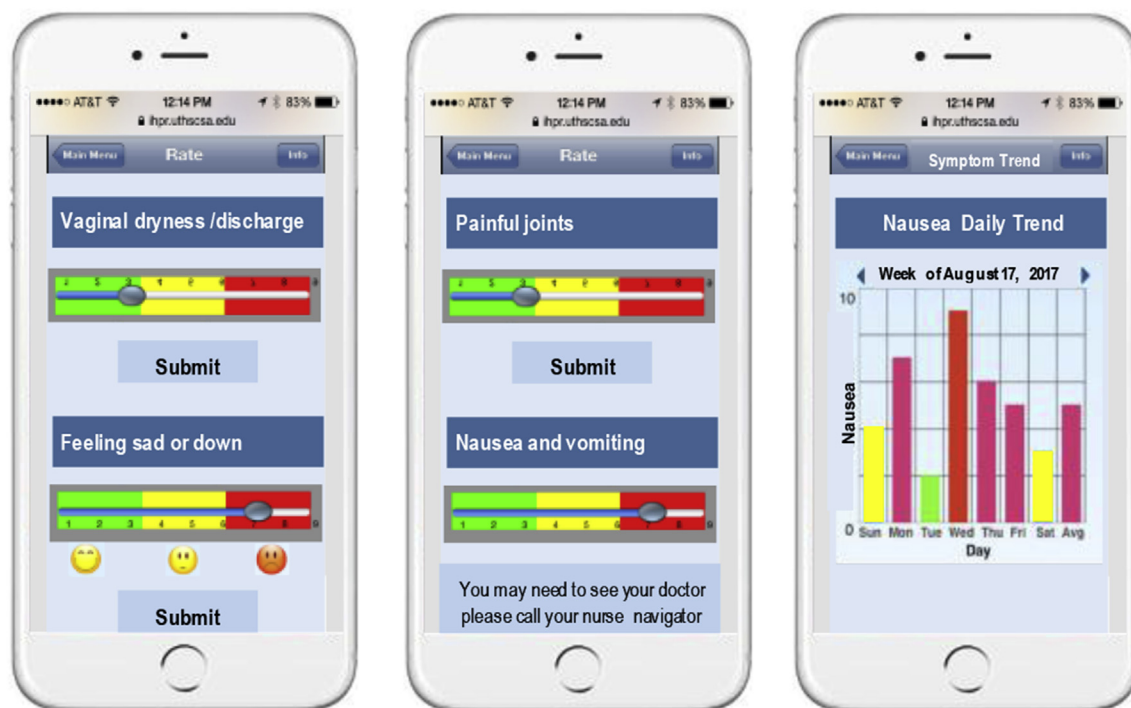 AT&T 12:14 PM 83%
ihpr.uthscsa.edu
Main Menu Rate Info
Vaginal dryness /discharge
Submit
Feeling sad or down
1 2 3 4 5 6 7 8 9
Submit
AT&T 12:14 PM 83%
ihpr.uthscsa.edu
Main Menu Rate Info
Painful joints
Submit
Nausea and vomiting
1 2 3 4 5 6 7 8 9
You may need to see your doctor
please call your nurse navigator
AT&T 12:14 PM 83%
ihpr.uthscsa.edu
Main Menu Symptom Trend Info
Nausea Daily Trend
Week of August 17, 2017
10
Nausea
0
Sun Mon Tue Wed Thu Fri Sat Avg
Day